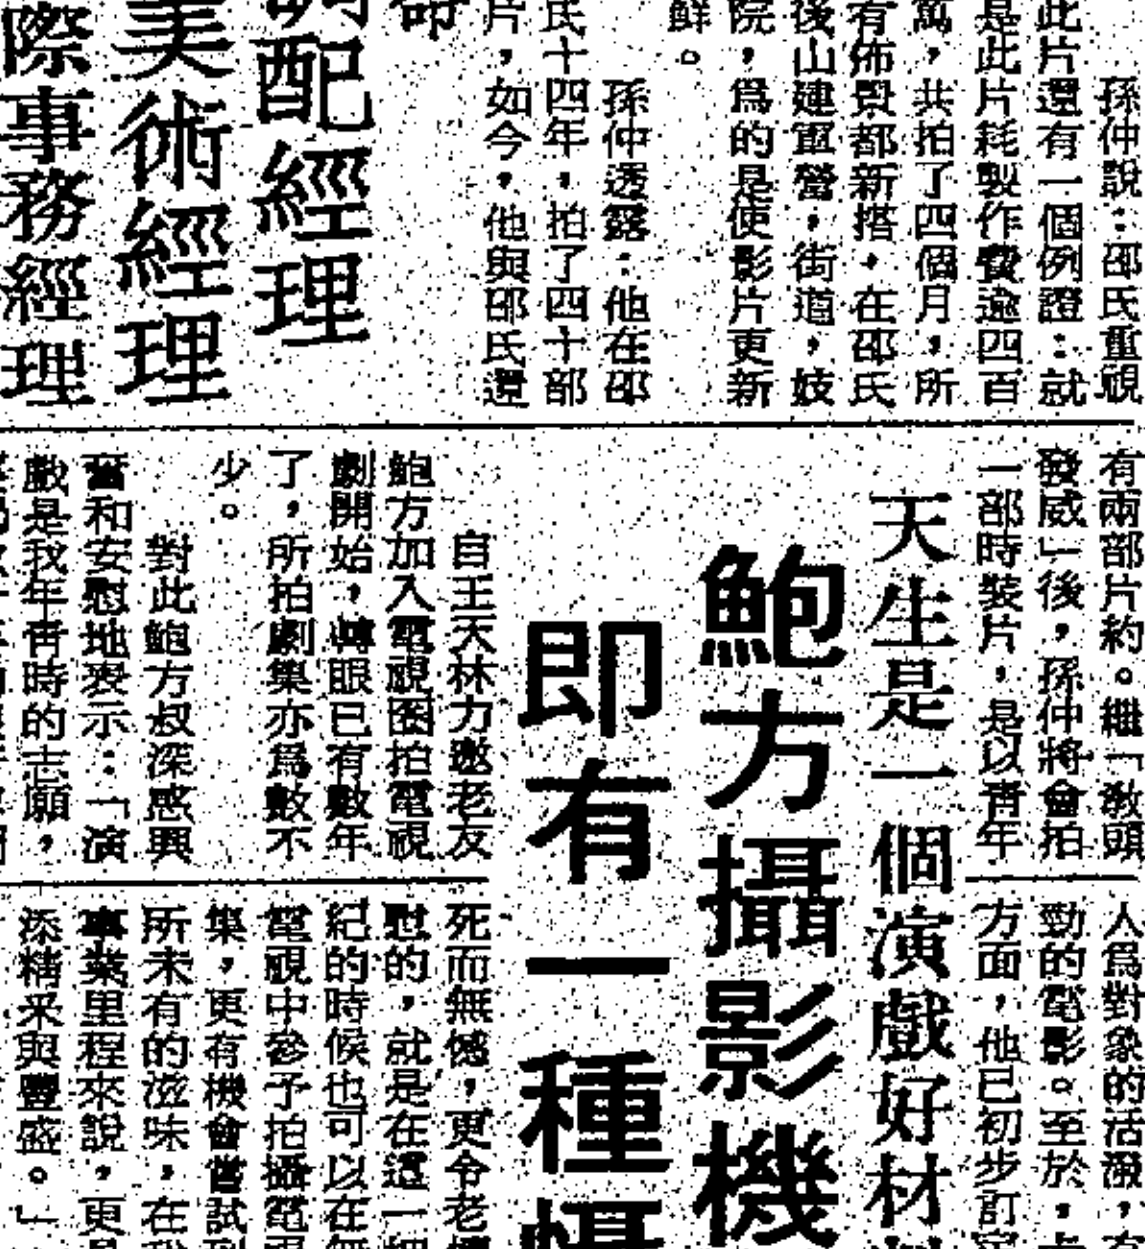 孫仲說：邵氏重視
此片還有一個例證：就
是此片耗製作費逾四百
萬，共拍了四個月，所
有佈景都新搭，在邵氏
後山建軍營，街道，妓
院，爲的是使影片更新
鮮。
孫仲透露：他在邵
氏十四年，拍了四十部
片，如今，他與邵氏還
命
配經理
美術經理
際事務經理
有兩部片約。繼「教頭
發威」後，孫仲將會拍
一部時裝片，是以青年
人爲對象的活潑，
勁的電影。至於，
方面，他已初步訂
天生是一個演戲好材
鮑方攝影機
即有一種
自王天林力邀老友
鮑方加入電視圈拍電視
劇開始，轉眼已有數年
了，所拍劇集亦爲數不
少。
對此鮑方叔深感興
奮和安慰地表示：「演
戲是我年靑時的志願，
死而無憾，更令老
慰的，就是在這一
紀的時候也可以在
電視中參予拍攝電
集，更有機會嘗試
所未有的滋味，在
事業里程來說，更
添精采與豐盛。」